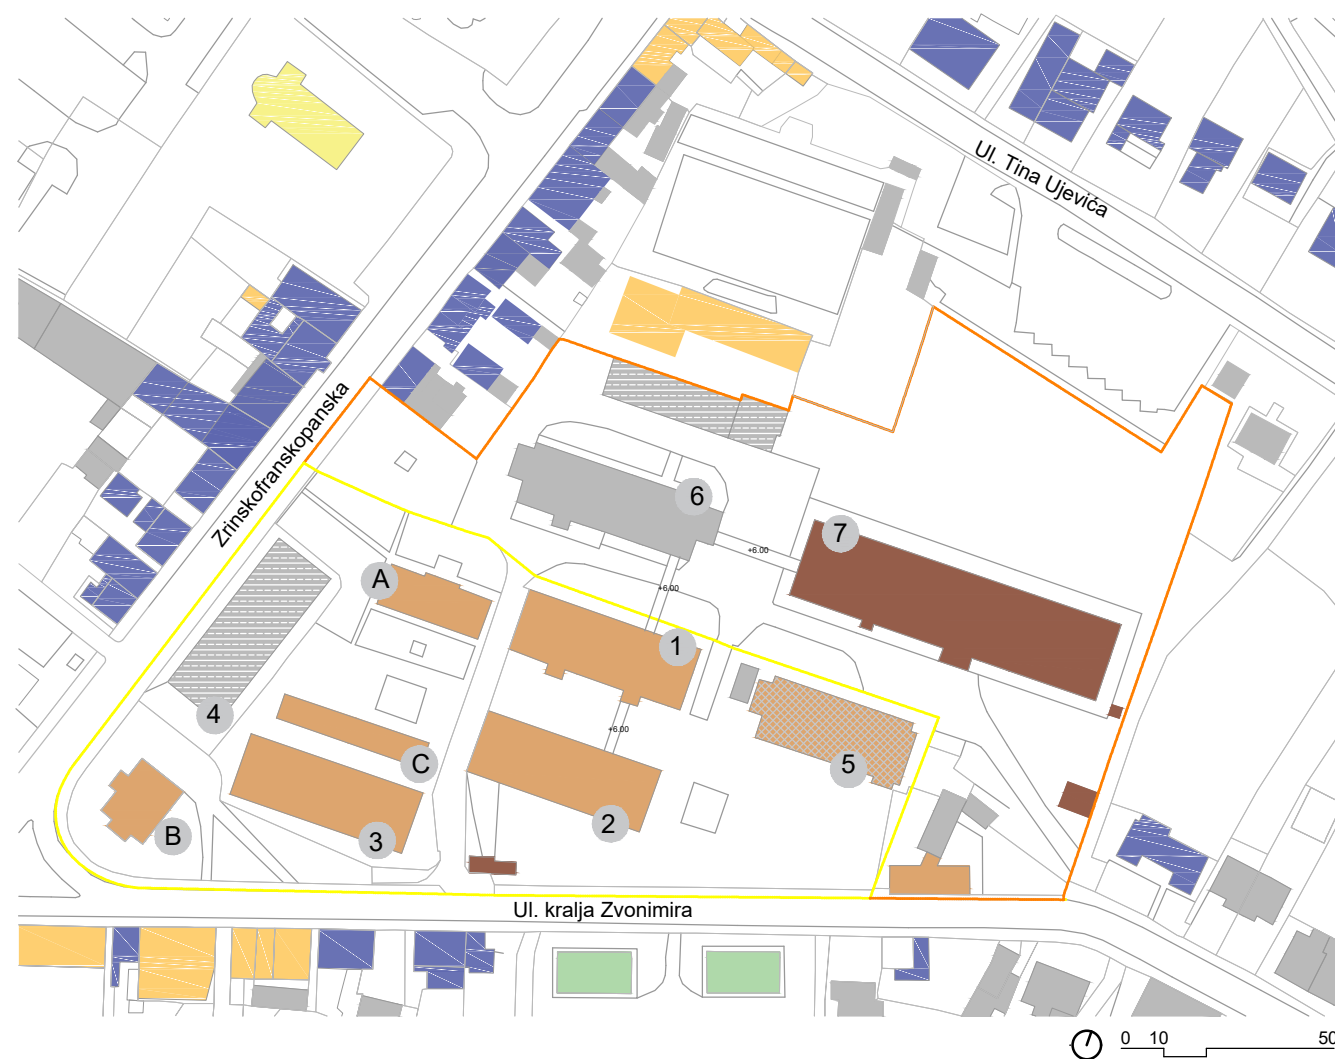 Ul. Tina Ujevića
Zrinskofranskopanska
6
7
+6.00
+6.00
A
1
4
+6.00
C
5
B
3
2
Ul. kralja Zvonimira
0 10 50